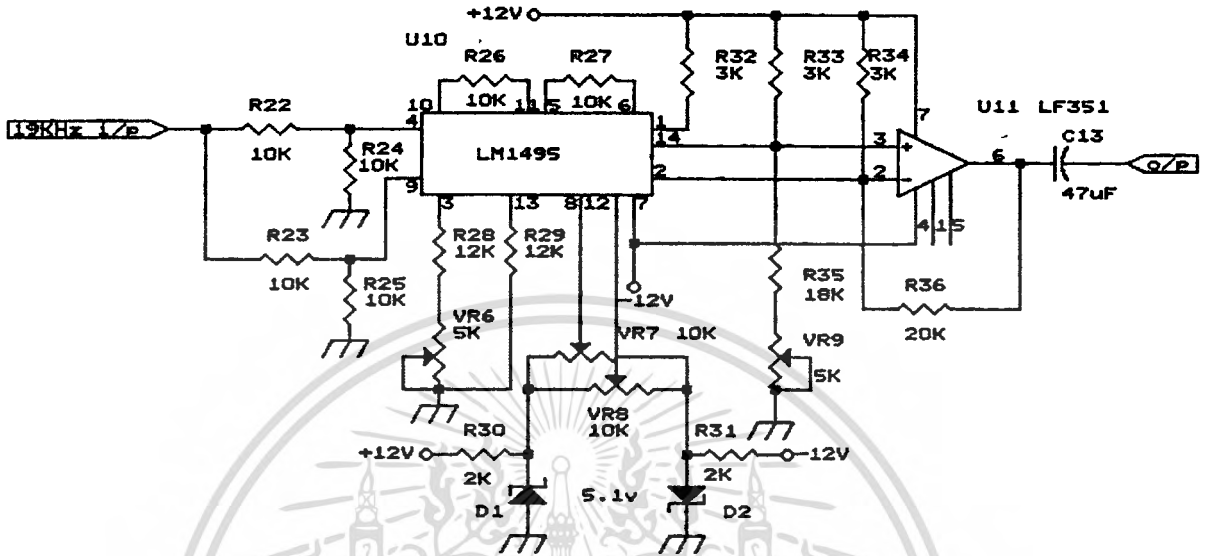 +12V
U10
R26
10K
R27
10K
R32
3K
R33
3K
R34
3K
10
11
5
6
7
U11 LF351
19KHz i/p
R22
10K
4
LM1495
1
14
3
+
6
C13
47uF
o/p
R24
10K
9
2
2
-
3
13
8
12
7
4
1
5
R23
10K
R25
10K
R28
12K
R29
12K
-12V
R35
18K
R36
20K
VR6
5K
VR7 10K
VR9
5K
VR8
10K
R30
+12V
2K
R31
-12V
2K
D1
5.1v
D2